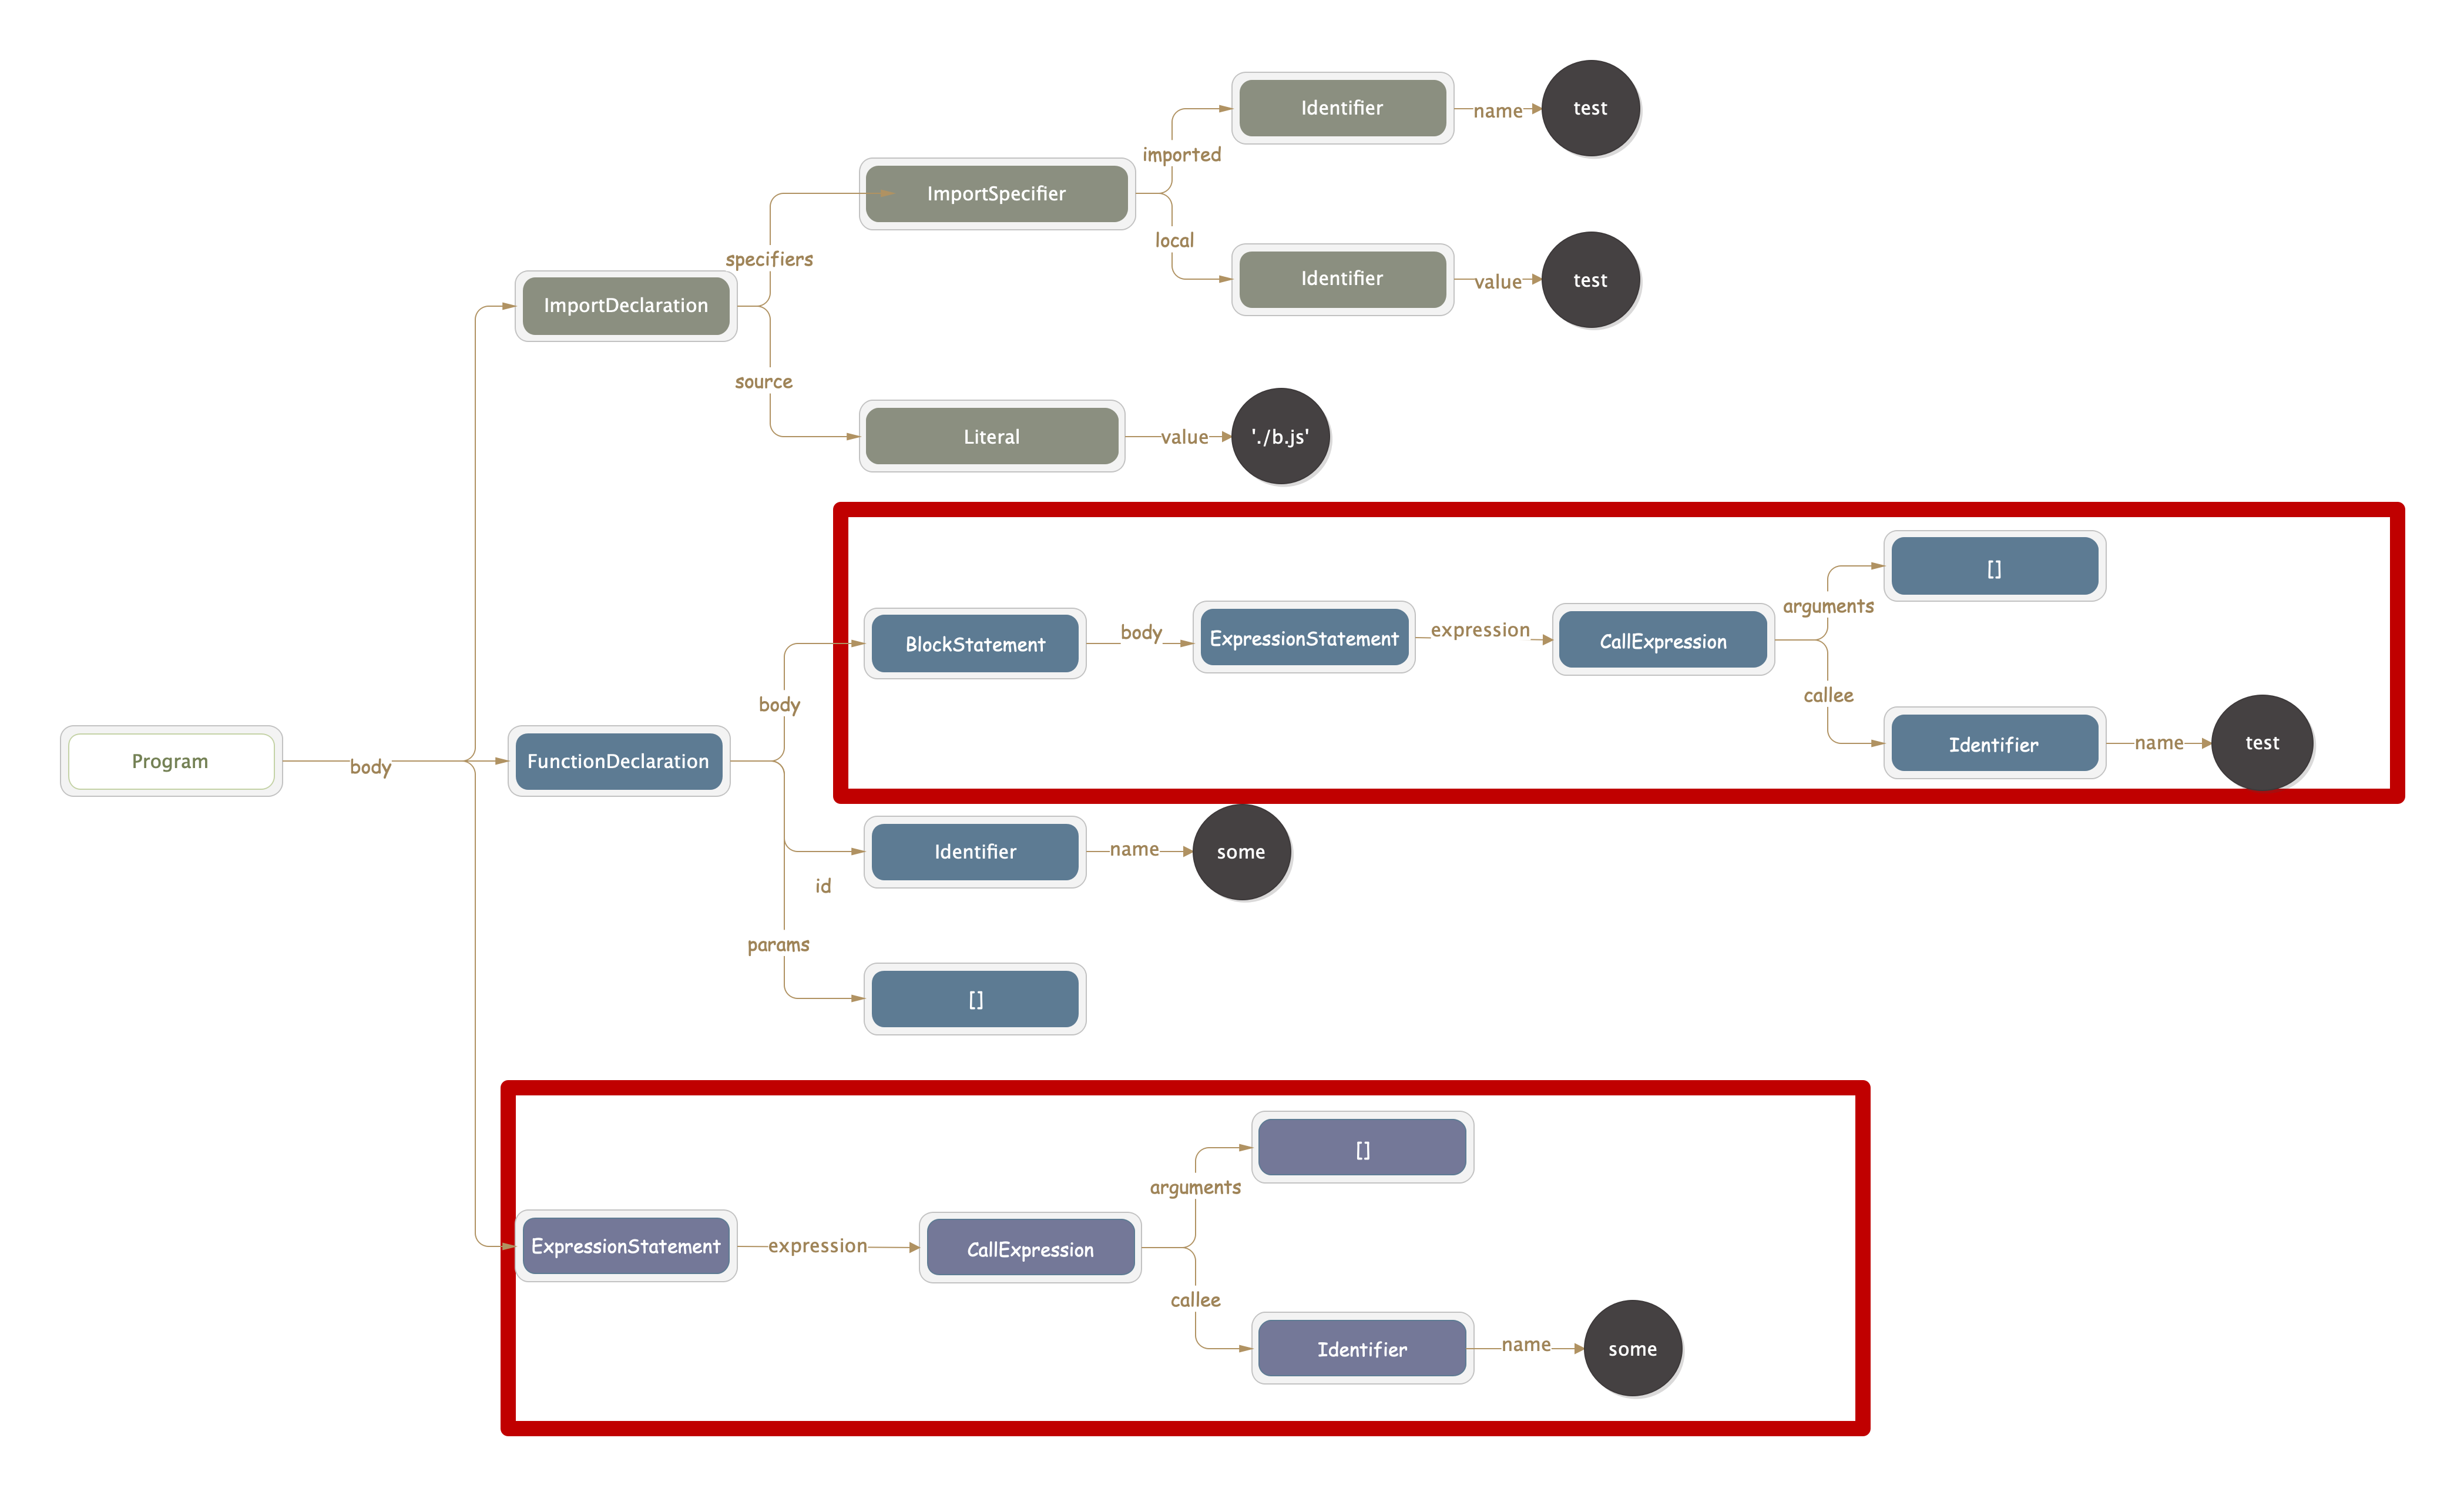 Identifier
name
test
imported
ImportSpecifier
local
Identifier
value
test
specifiers
ImportDeclaration
source
Literal
value
'./b.js'
[]
arguments
BlockStatement
body
ExpressionStatement
expression
CallExpression
callee
Identifier
name
test
body
Program
body
FunctionDeclaration
Identifier
name
some
id
params
[]
[]
arguments
ExpressionStatement
expression
CallExpression
callee
Identifier
name
some